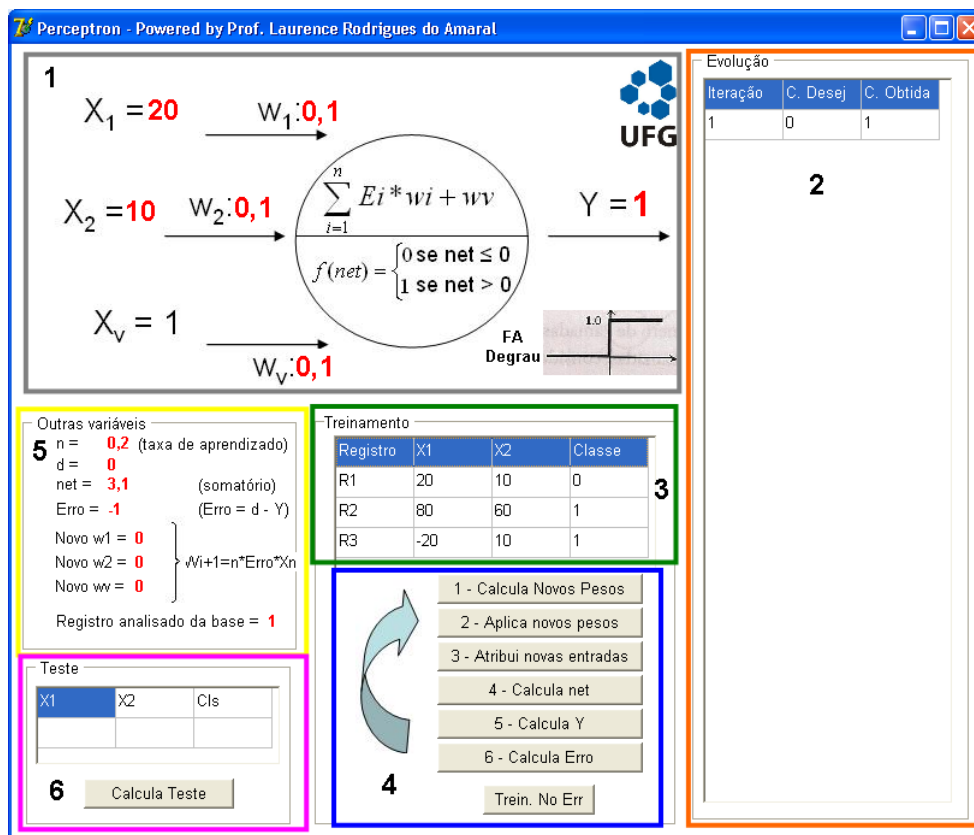 Perceptron - Powered by Prof. Laurence Rodrigues do Amaral
1
X1 =20
W1:0,1
UFG
X2 =10
W2:0,1
n
∑ Ei*wi + wv
i=1
f(net) = {0 se net ≤ 0
1 se net > 0
Y = 1
Xv = 1
Wv:0,1
FA
Degrau
1.0
Evolução
Iteração C. Desej C. Obtida
1 0 1
2
Outras variáveis
5
n = 0,2 (taxa de aprendizado)
d = 0
net = 3,1 (somatório)
Erro = -1 (Erro = d - Y)
Novo w1 = 0
Novo w2 = 0
Novo wv = 0
Wi+1=n*Erro*Xn
Registro analisado da base = 1
Treinamento
Registro X1 X2 Classe
R1 20 10 0
R2 80 60 1
R3 -20 10 1
3
1 - Calcula Novos Pesos
2 - Aplica novos pesos
3 - Atribui novas entradas
4 - Calcula net
5 - Calcula Y
6 - Calcula Erro
Trein. No Err
4
Teste
X1 X2 Cls
6
Calcula Teste